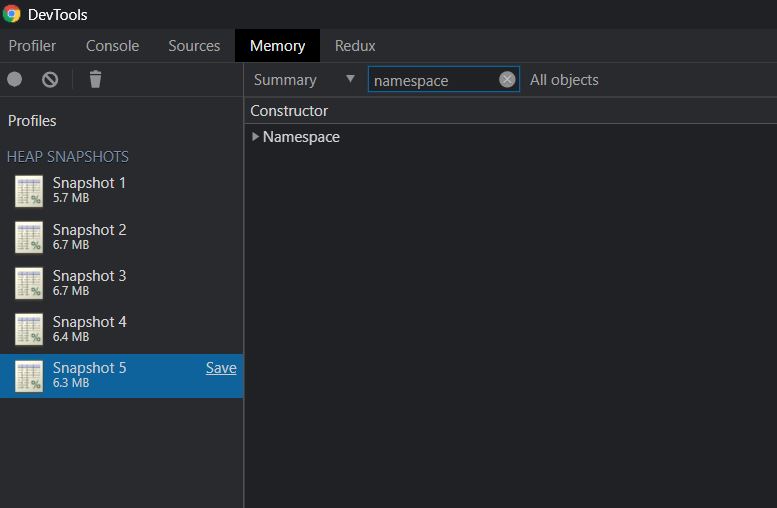 DevTools
Profiler Console Sources Memory Redux
Summary namespace All objects
Profiles
Constructor
Namespace
HEAP SNAPSHOTS
Snapshot 1
5.7 MB
Snapshot 2
6.7 MB
Snapshot 3
6.7 MB
Snapshot 4
6.4 MB
Snapshot 5 Save
6.3 MB